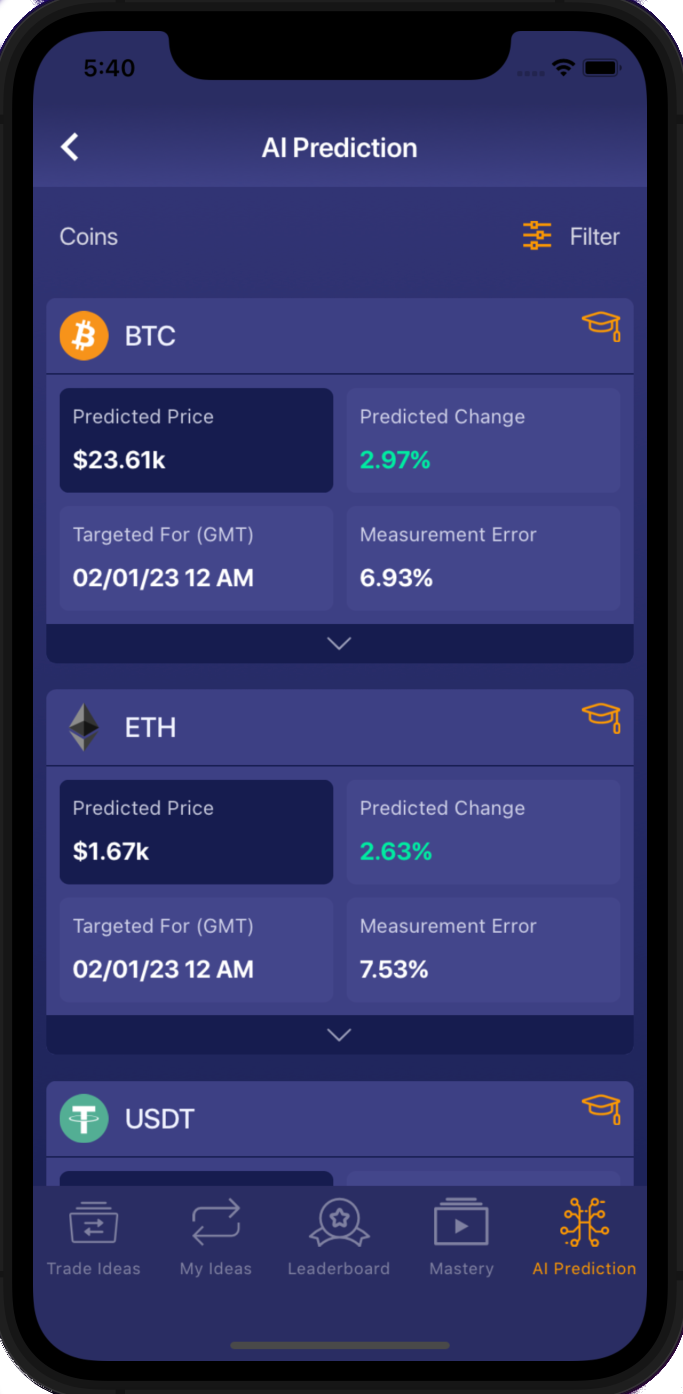 5:40
AI Prediction
Coins
Filter
BTC
Predicted Price
Predicted Change
$23.61k
2.97%
Targeted For (GMT)
Measurement Error
02/01/23 12 AM
6.93%
ETH
Predicted Price
Predicted Change
$1.67k
2.63%
Targeted For (GMT)
Measurement Error
02/01/23 12 AM
7.53%
USDT
Trade Ideas
My Ideas
Leaderboard
Mastery
AI Prediction